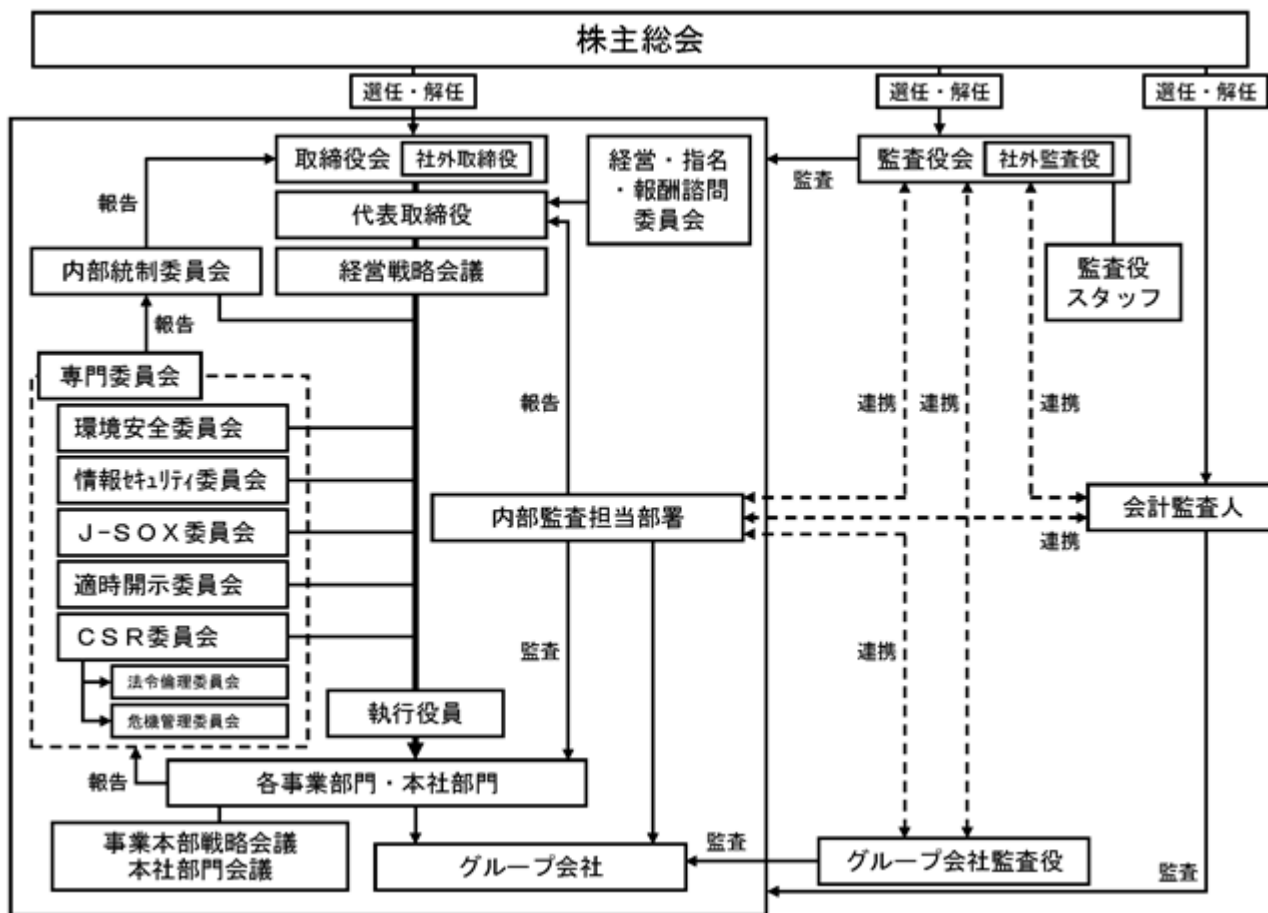 株主総会
選任・解任
選任・解任
選任・解任
取締役会
社外取締役
経営・指名
・報酬諮問
委員会
監査
監査役会
社外監査役
報告
代表取締役
内部統制委員会
経営戦略会議
監査役
スタッフ
報告
専門委員会
報告
連携
連携
連携
環境安全委員会
情報ｾｷｭﾘﾃｨ委員会
内部監査担当部署
会計監査人
J-SOX委員会
連携
適時開示委員会
CSR委員会
監査
連携
法令倫理委員会
執行役員
危機管理委員会
報告
各事業部門・本社部門
事業本部戦略会議
本社部門会議
グループ会社
監査
グループ会社監査役
監査